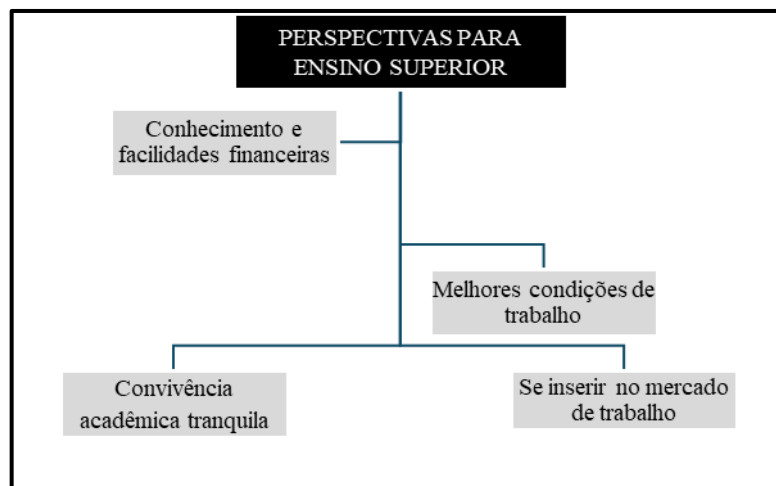 PERSPECTIVAS PARA
ENSINO SUPERIOR
Conhecimento e
facilidades financeiras
Melhores condições de
trabalho
Convivência
acadêmica tranquila
Se inserir no mercado
de trabalho